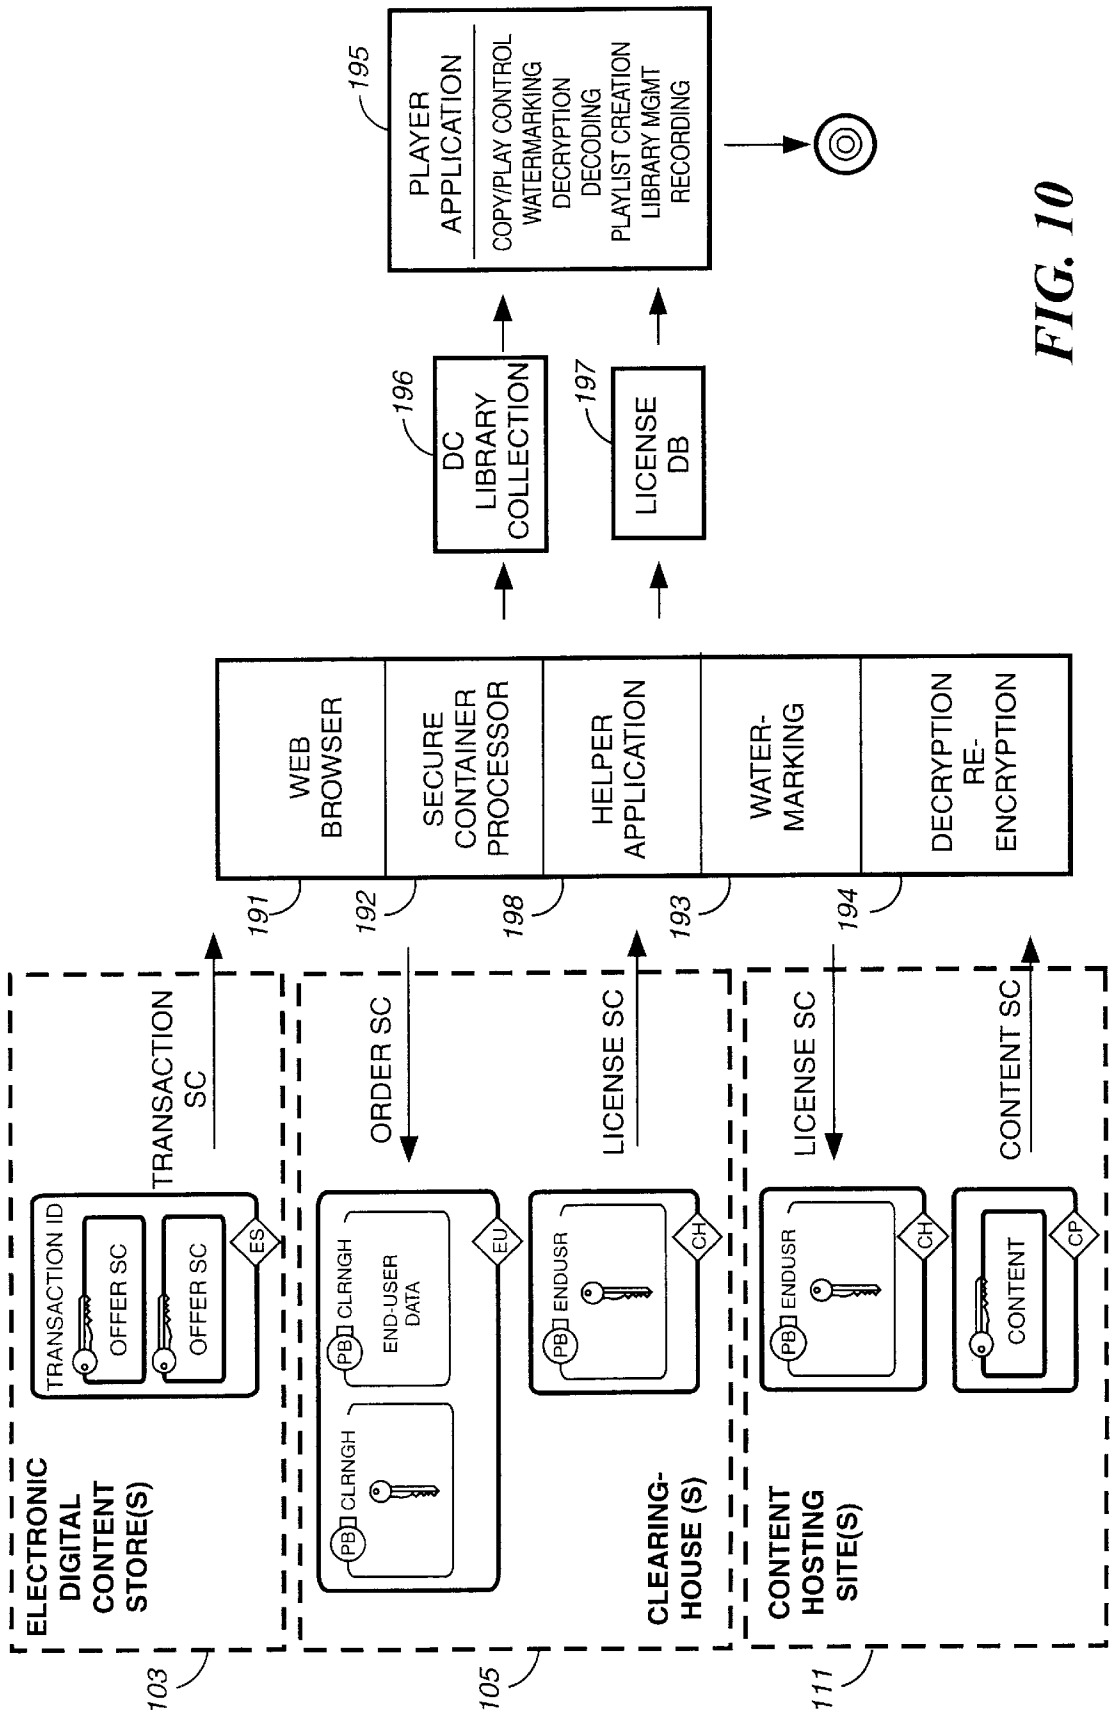 ELECTRONIC
DIGITAL
CONTENT
STORE(S)
103
TRANSACTION ID
OFFER SC
OFFER SC
ES
TRANSACTION
SC
PB CLRNGH
PB CLRNGH
END-USER
DATA
EU
ORDER SC
CLEARING-
HOUSE (S)
105
PB ENDUSR
CH
LICENSE SC
CONTENT
HOSTING
SITE(S)
111
PB ENDUSR
CH
LICENSE SC
CONTENT
CP
CONTENT SC
191
WEB
BROWSER
192
SECURE
CONTAINER
PROCESSOR
198
HELPER
APPLICATION
193
WATER-
MARKING
194
DECRYPTION
RE-
ENCRYPTION
196
DC
LIBRARY
COLLECTION
197
LICENSE
DB
195
PLAYER
APPLICATION
COPY/PLAY CONTROL
WATERMARKING
DECRYPTION
DECODING
PLAYLIST CREATION
LIBRARY MGMT
RECORDING
FIG. 10